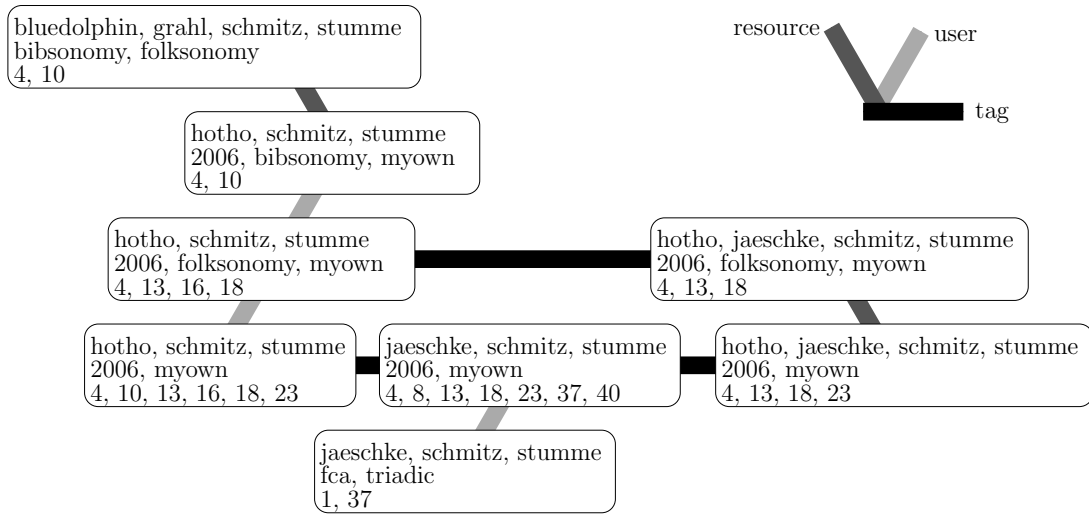 bluedolphin, grahl, schmitz, stumme
bibsonomy, folksonomy
4, 10
resource
user
tag
hotho, schmitz, stumme
2006, bibsonomy, myown
4, 10
hotho, schmitz, stumme
2006, folksonomy, myown
4, 13, 16, 18
hotho, jaeschke, schmitz, stumme
2006, folksonomy, myown
4, 13, 18
hotho, schmitz, stumme
2006, myown
4, 10, 13, 16, 18, 23
jaeschke, schmitz, stumme
2006, myown
4, 8, 13, 18, 23, 37, 40
hotho, jaeschke, schmitz, stumme
2006, myown
4, 13, 18, 23
jaeschke, schmitz, stumme
fca, triadic
1, 37